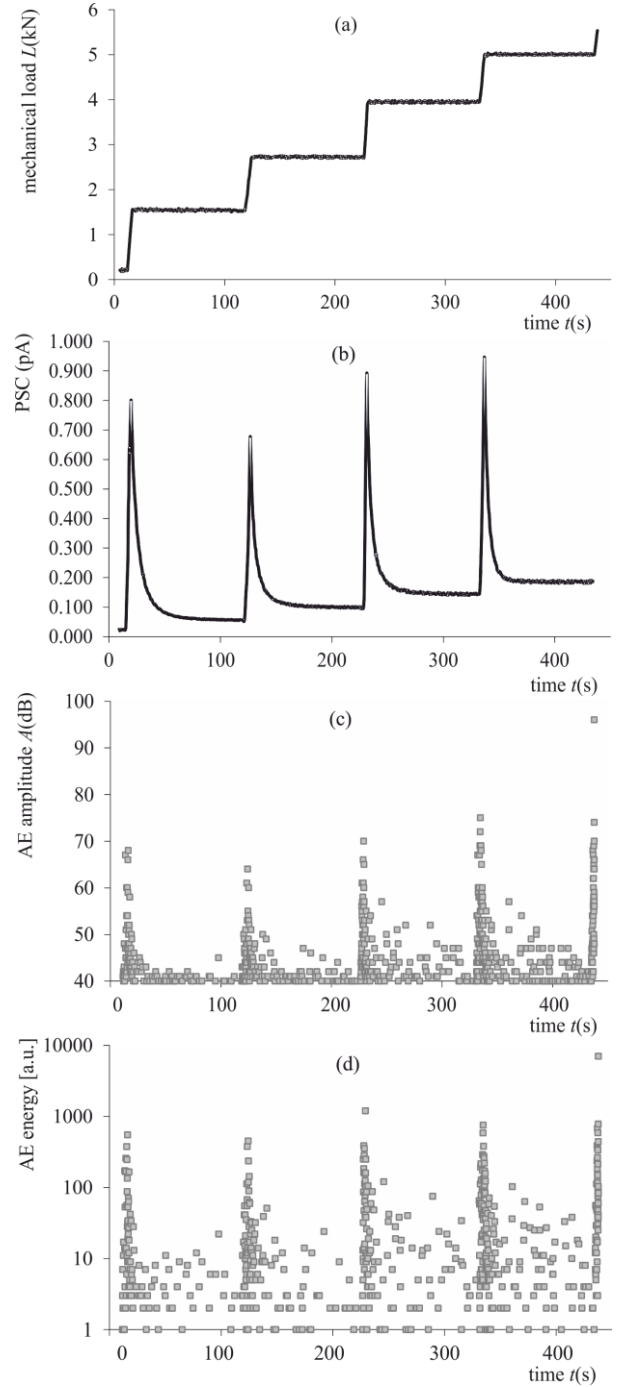 (a)
mechanical load L(kN)
6
5
4
3
2
1
0
0 100 200 300 400
time t(s)
(b)
PSC (pA)
1.000
0.900
0.800
0.700
0.600
0.500
0.400
0.300
0.200
0.100
0.000
0 100 200 300 400
time t(s)
(c)
AE amplitude A(dB)
100
90
80
70
60
50
40
0 100 200 300 400
time t(s)
(d)
AE energy [a.u.]
10000
1000
100
10
1
0 100 200 300 400
time t(s)